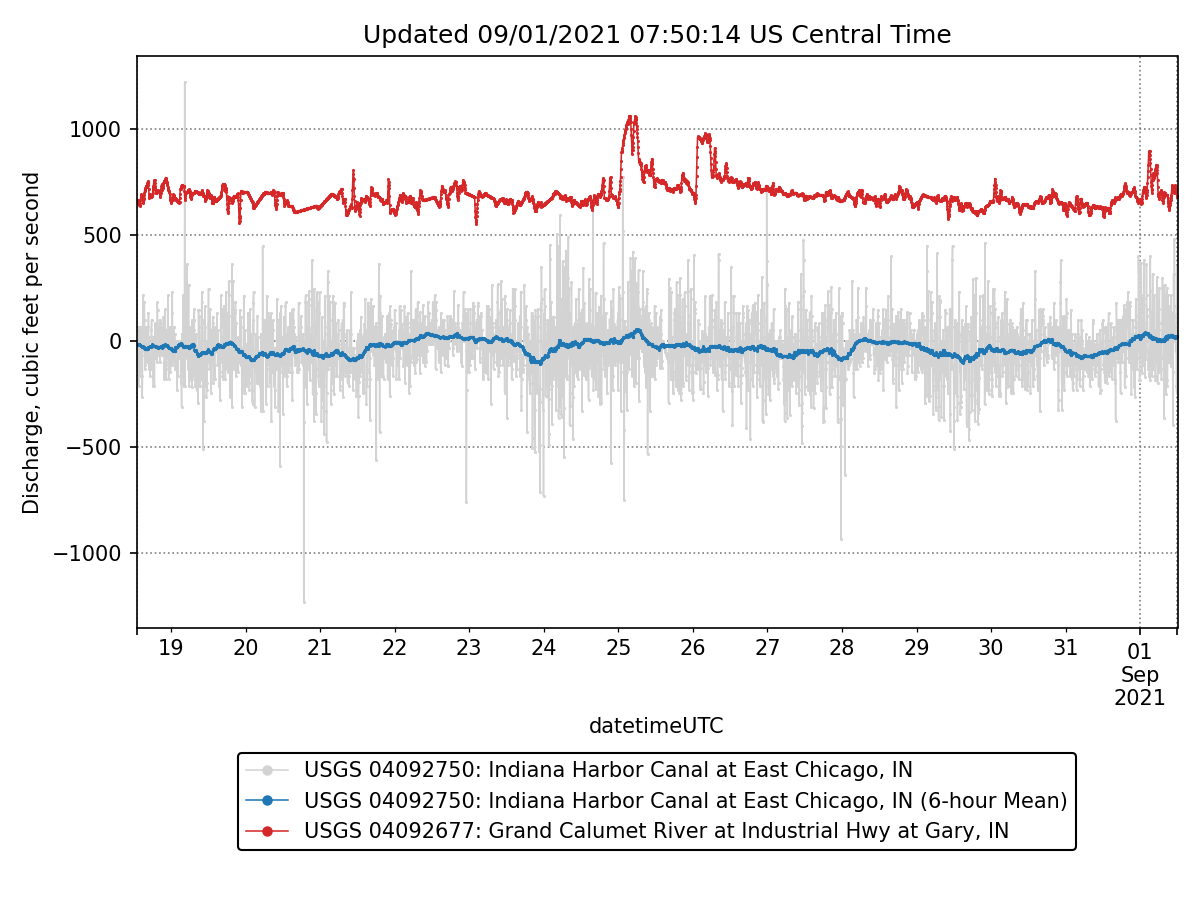 Updated 09/01/2021 07:50:14 US Central Time
Discharge, cubic feet per second
1000
500
0
−500
−1000
19 20 21 22 23 24 25 26 27 28 29 30 31 01
Sep
2021
datetimeUTC
USGS 04092750: Indiana Harbor Canal at East Chicago, IN
USGS 04092750: Indiana Harbor Canal at East Chicago, IN (6-hour Mean)
USGS 04092677: Grand Calumet River at Industrial Hwy at Gary, IN